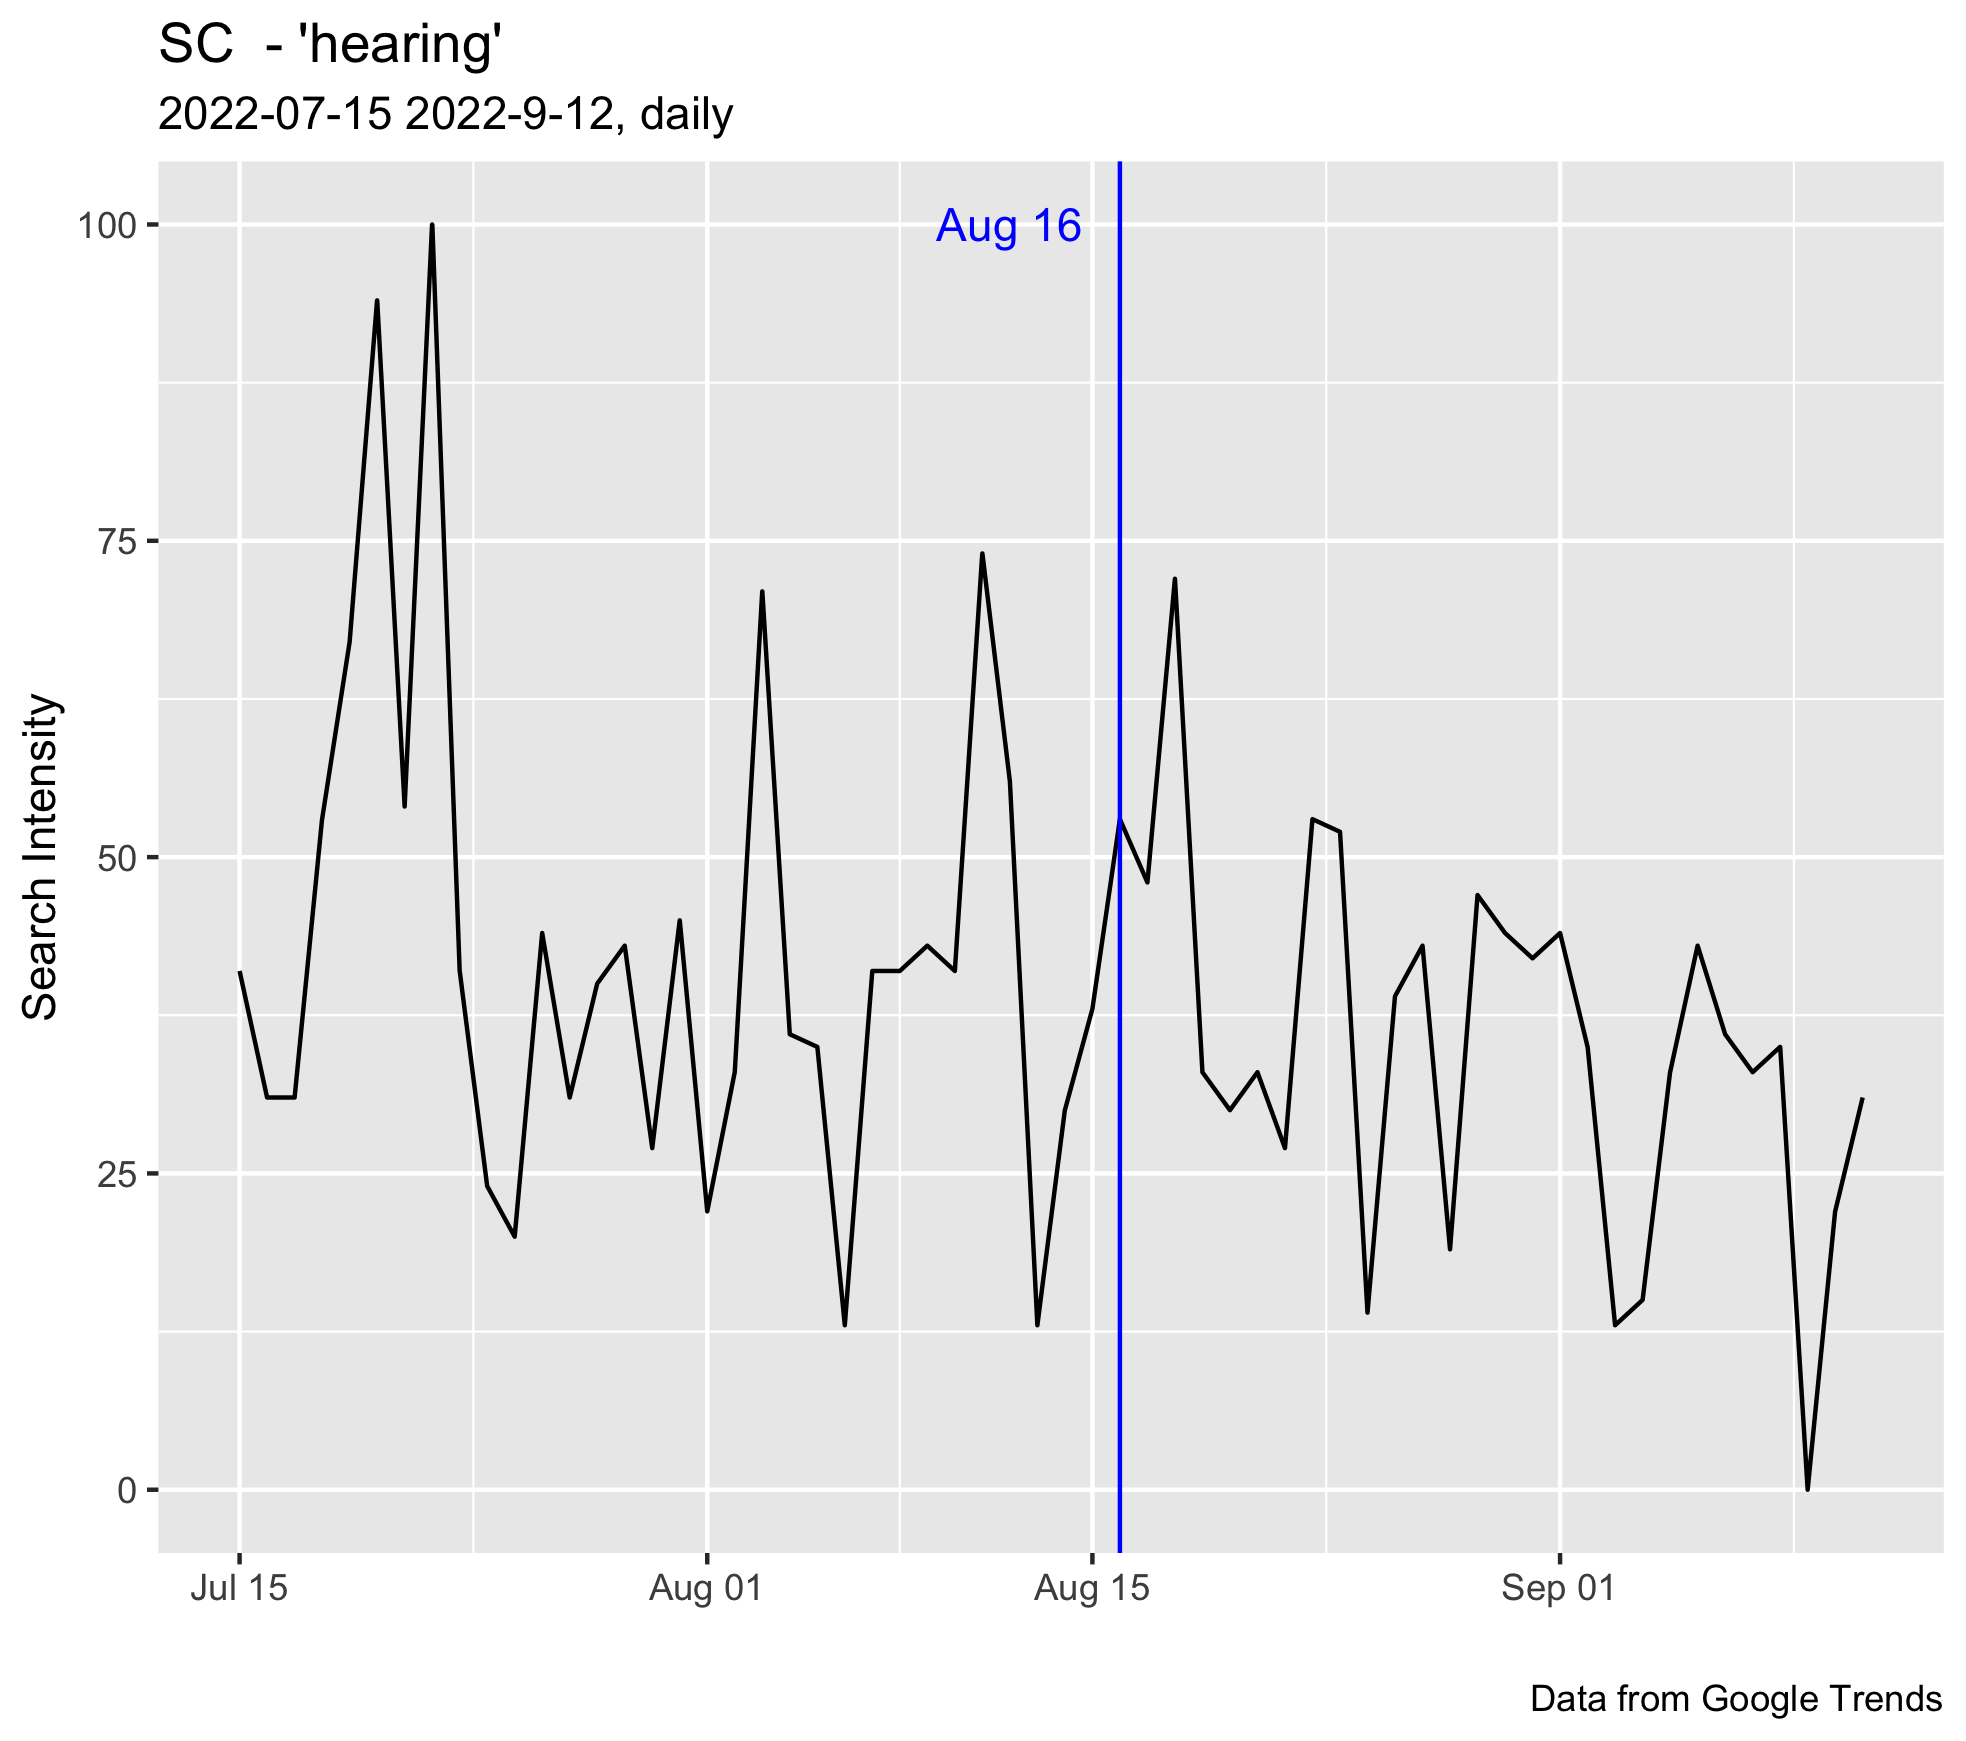 SC  - 'hearing'
2022-07-15 2022-9-12, daily
Aug 16
100
75
50
25
0
Search Intensity
Jul 15
Aug 01
Aug 15
Sep 01
Data from Google Trends